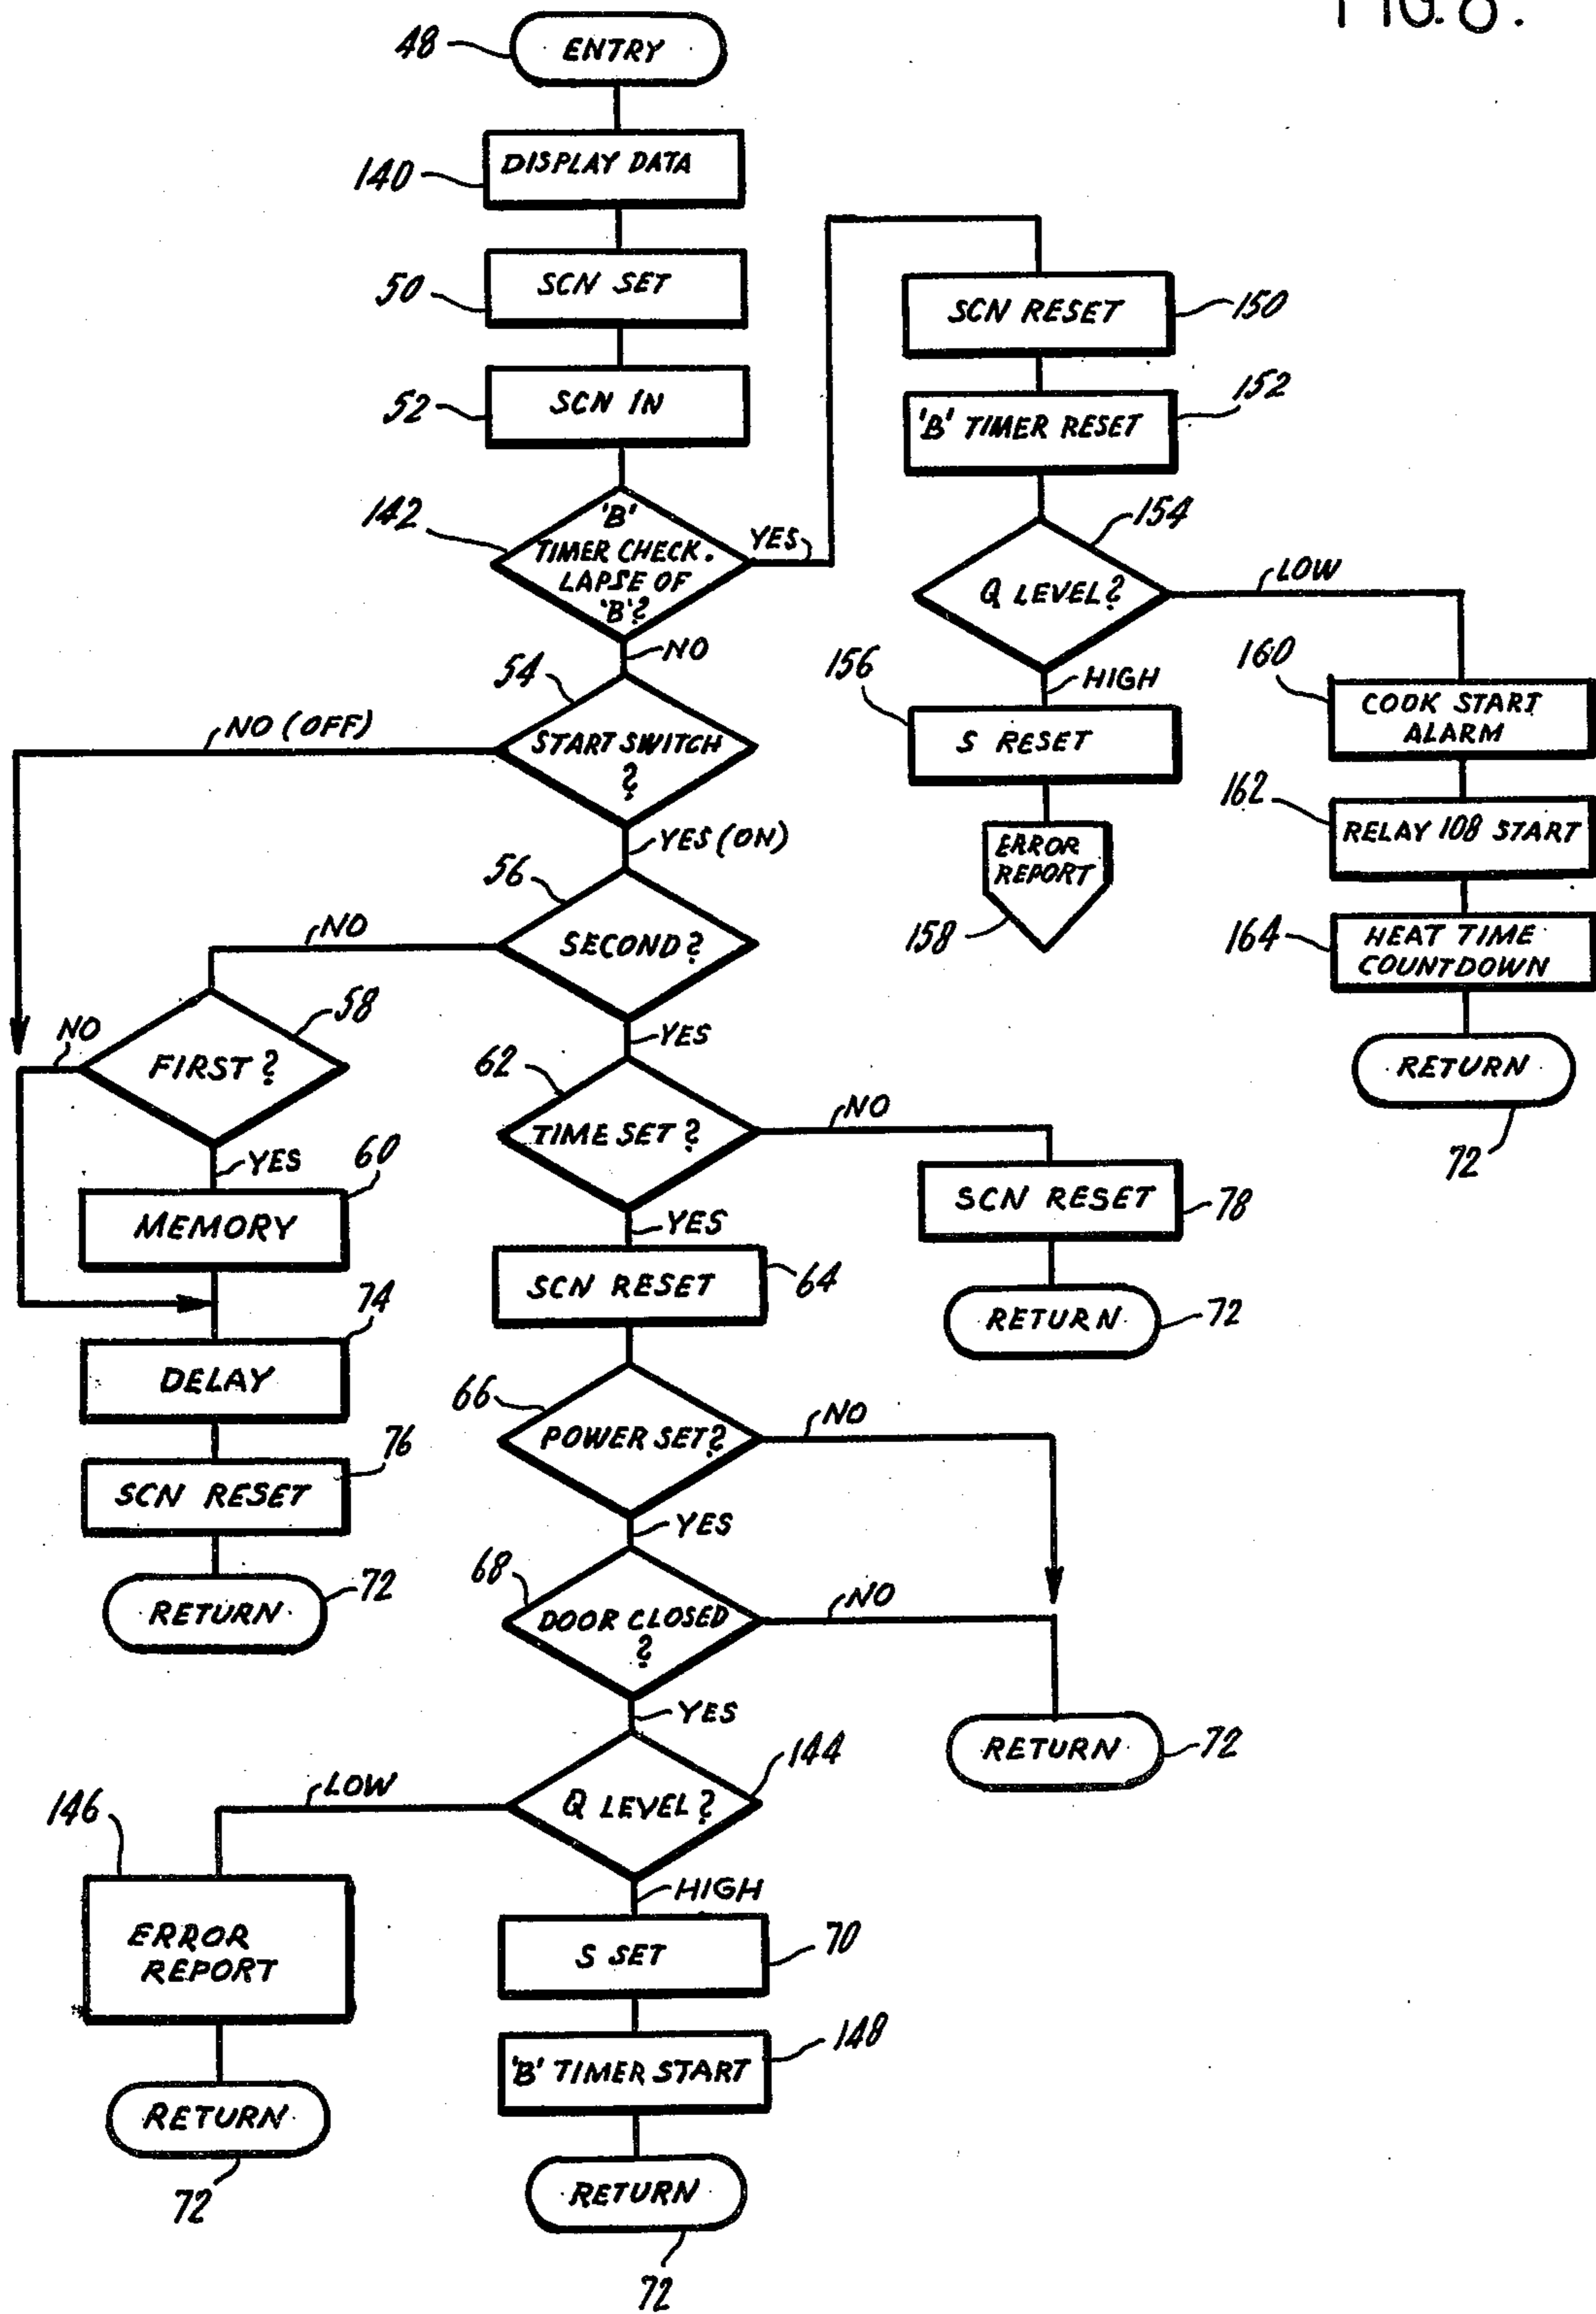 FIG. 8.
48
ENTRY
140
DISPLAY DATA
50
SCN SET
52
SCN IN
142
'B'
TIMER CHECK.
LAPSE OF
'B'?
YES
NO
SCN RESET
150
'B' TIMER RESET
152
154
Q LEVEL?
LOW
HIGH
156
S RESET
ERROR
REPORT
158
160
COOK START
ALARM
162
RELAY 108 START
164
HEAT TIME
COUNTDOWN
RETURN
72
54
START SWITCH
?
NO (OFF)
YES (ON)
56
SECOND?
NO
YES
58
FIRST?
NO
YES
60
MEMORY
74
DELAY
76
SCN RESET
RETURN
72
62
TIME SET?
NO
YES
SCN RESET
78
RETURN
72
SCN RESET
64
66
POWER SET?
NO
YES
68
DOOR CLOSED
?
NO
YES
RETURN
72
144
Q LEVEL?
LOW
HIGH
146
ERROR
REPORT
RETURN
72
S SET
70
'B' TIMER START
148
RETURN
72